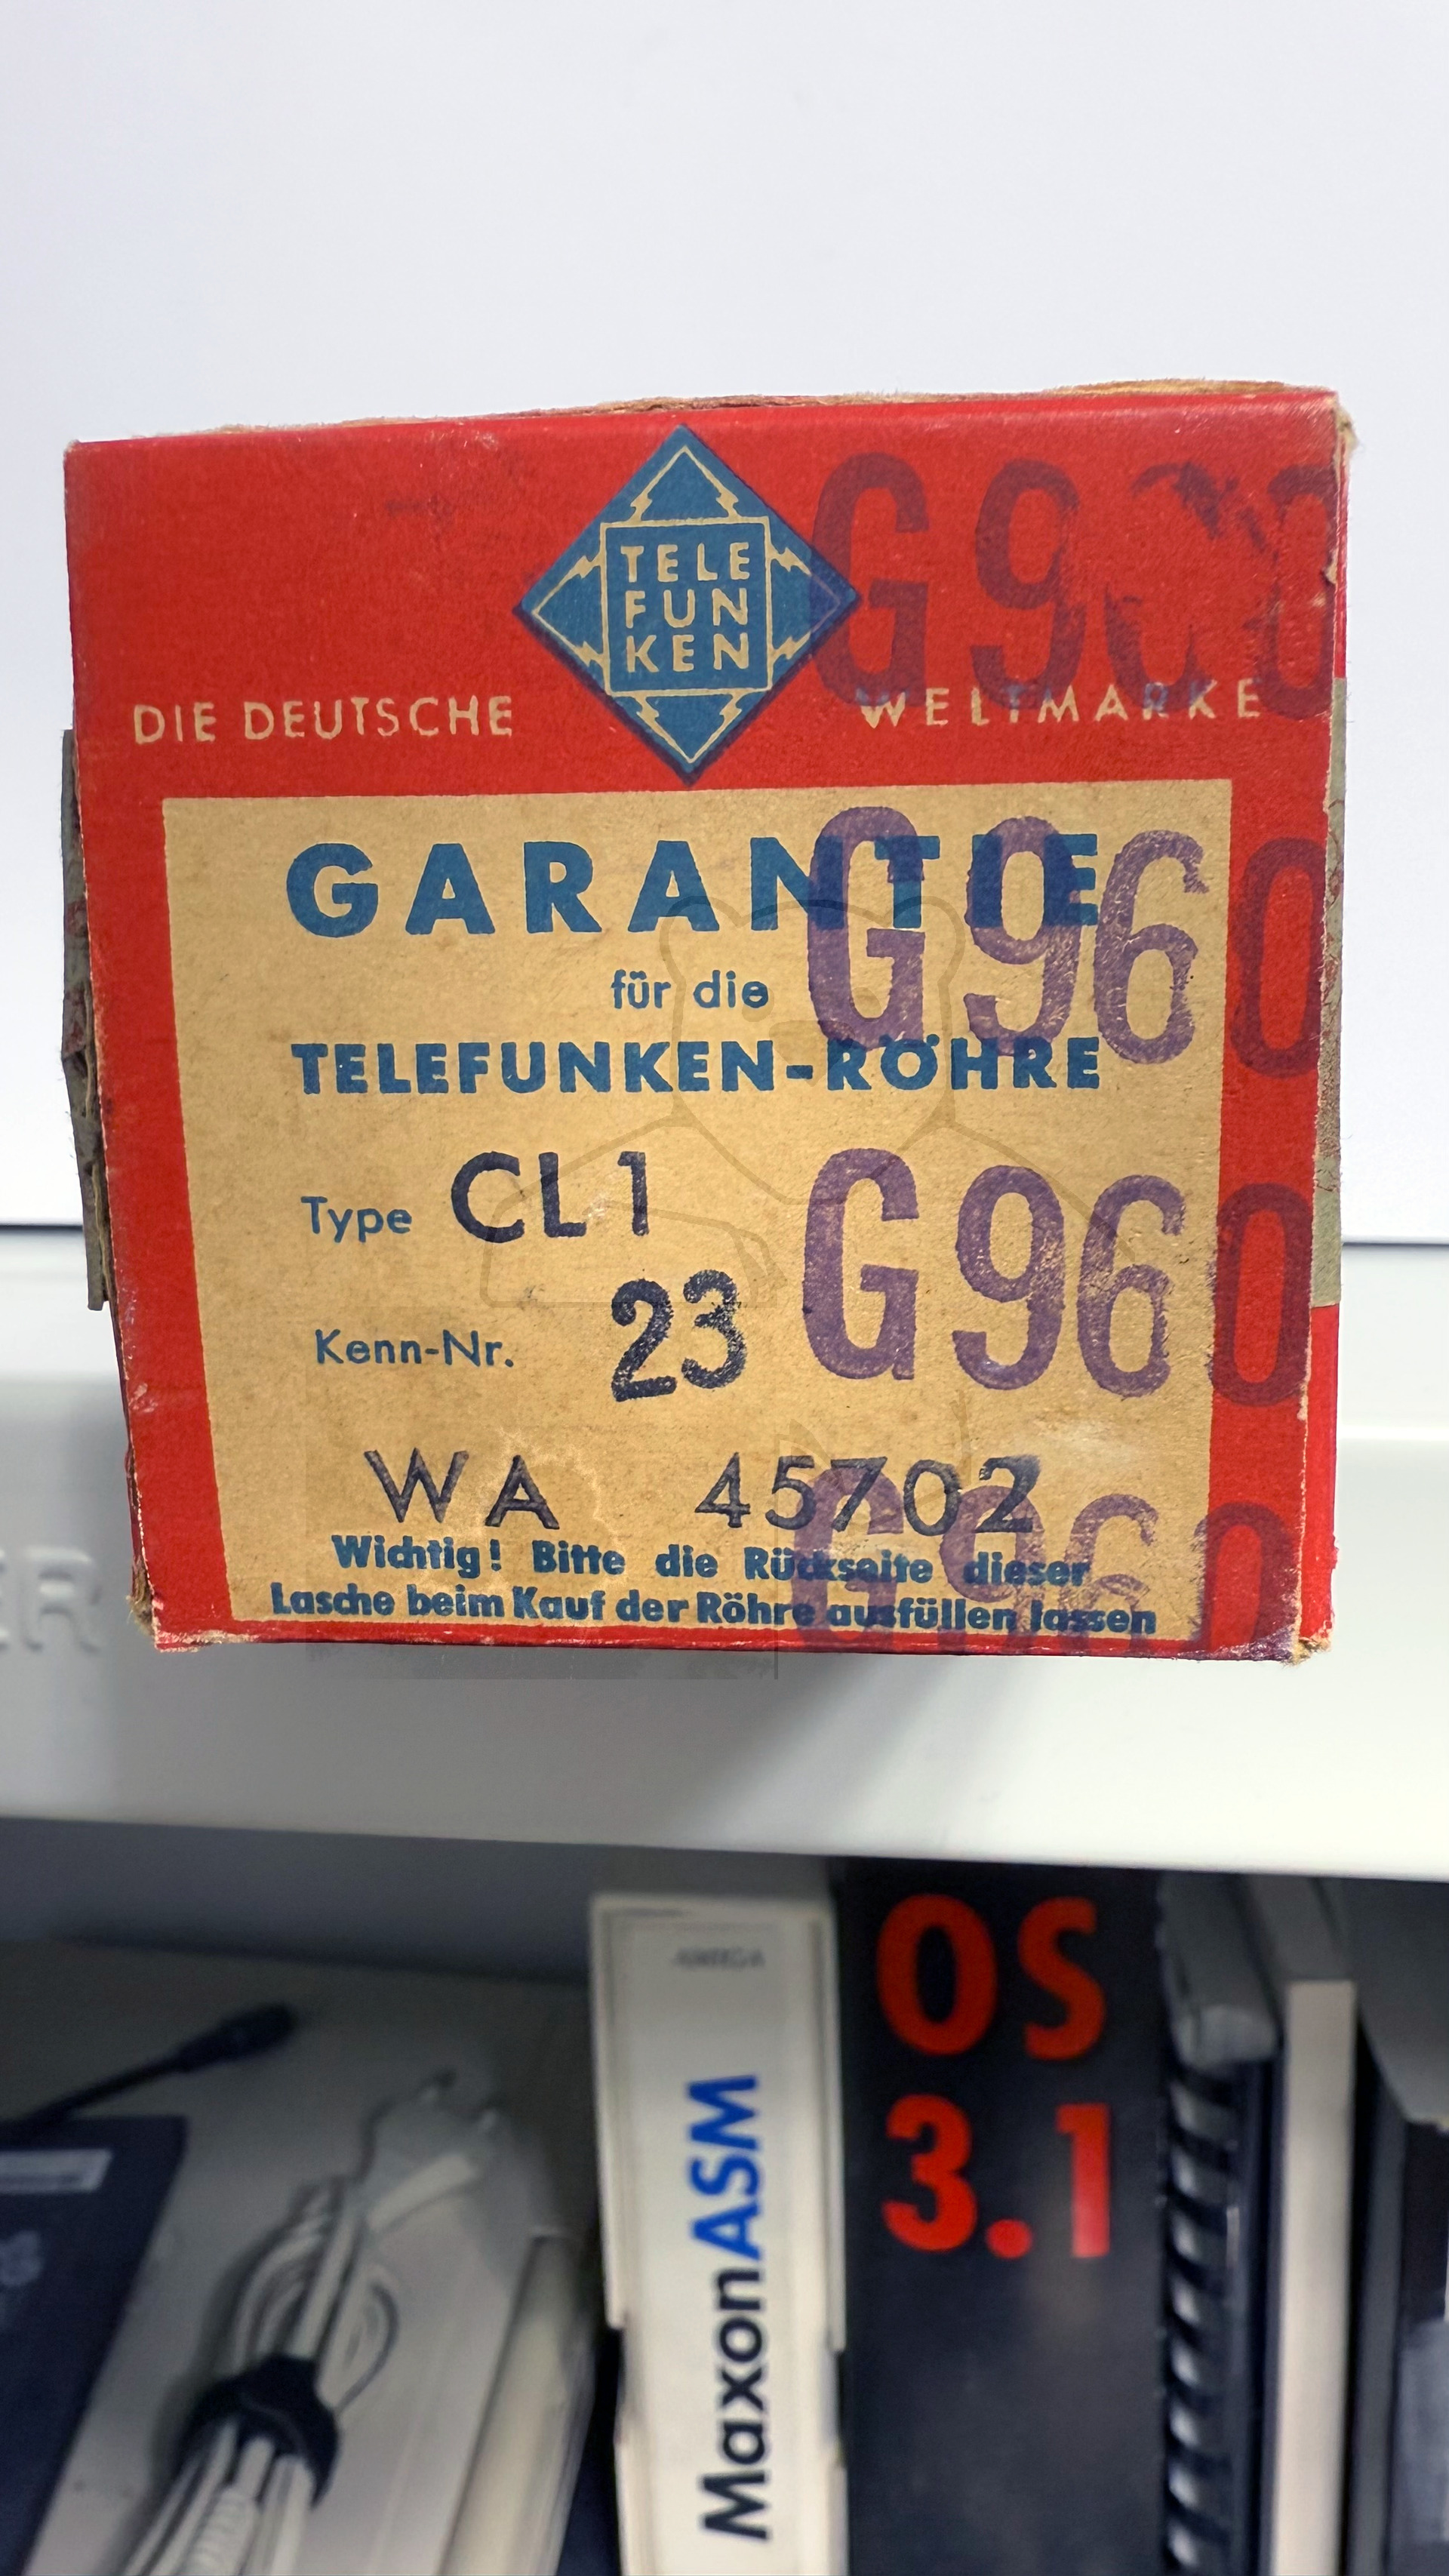 TELE
FUN
KEN
G900
DIE DEUTSCHE WELTMARKE
GARANTIE
G960
für die
TELEFUNKEN-RÖHRE
Type CL1
G960
Kenn-Nr. 23
WA 45702
G960
Wichtig! Bitte die Rückseite dieser
Lasche beim Kauf der Röhre ausfüllen lassen
ER
AMIGA
MaxonASM
OS
3.1